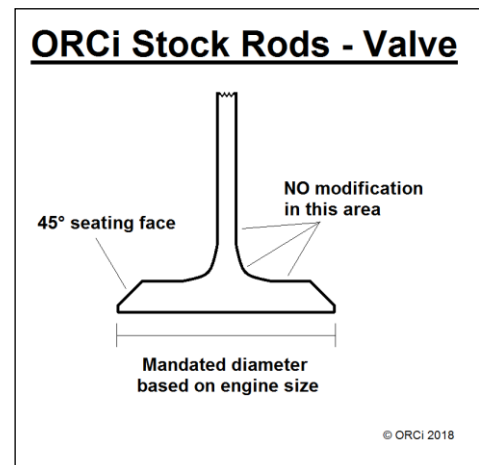 ORCi Stock Rods - Valve
NO modification
in this area
45° seating face
Mandated diameter
based on engine size
© ORCi 2018